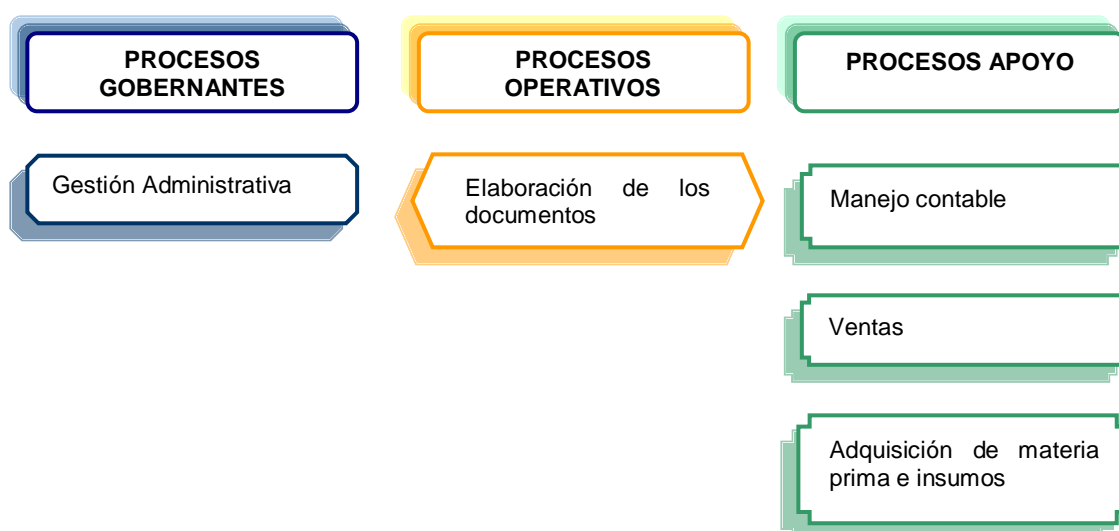 PROCESOS
GOBERNANTES
Gestión Administrativa
PROCESOS
OPERATIVOS
Elaboración de los
documentos
PROCESOS APOYO
Manejo contable
Ventas
Adquisición de materia
prima e insumos